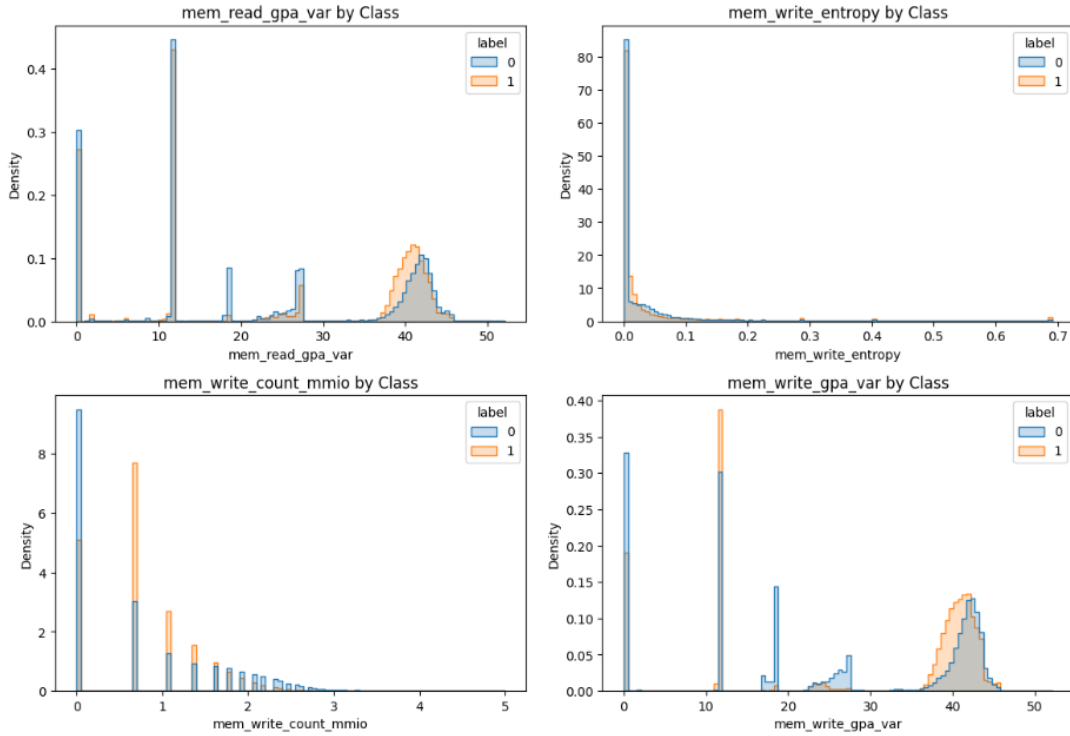 mem_read_gpa_var by Class
label
0
1
Density
0.4
0.3
0.2
0.1
0.0
0 10 20 30 40 50
mem_read_gpa_var
mem_write_entropy by Class
label
0
1
Density
80
70
60
50
40
30
20
10
0
0.0 0.1 0.2 0.3 0.4 0.5 0.6 0.7
mem_write_entropy
mem_write_count_mmio by Class
label
0
1
Density
8
6
4
2
0
0 1 2 3 4 5
mem_write_count_mmio
mem_write_gpa_var by Class
label
0
1
Density
0.40
0.35
0.30
0.25
0.20
0.15
0.10
0.05
0.00
0 10 20 30 40 50
mem_write_gpa_var